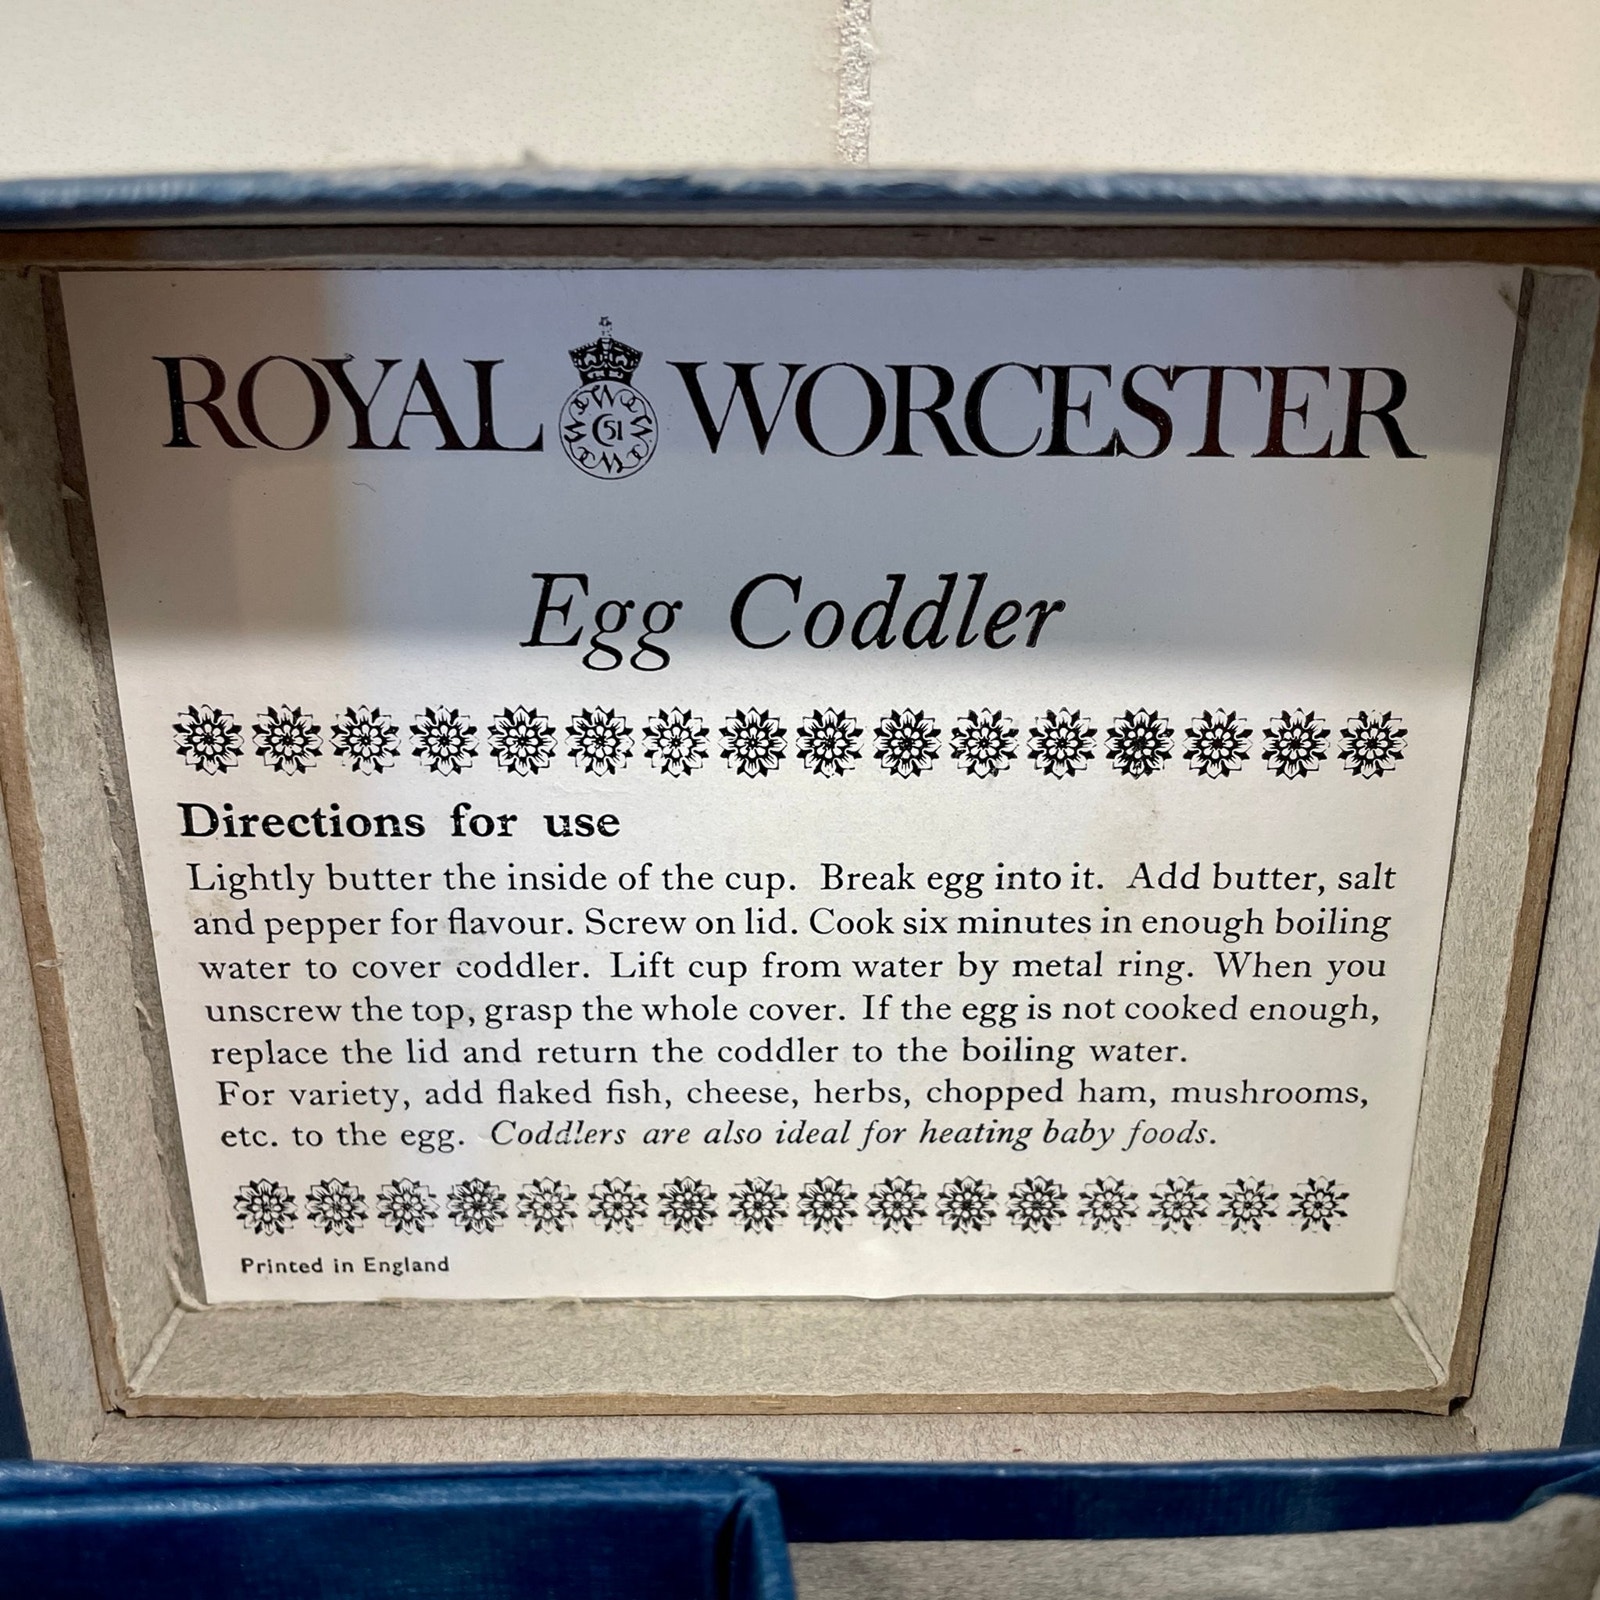 ROYAL WORCESTER
51
Egg Coddler
Directions for use
Lightly butter the inside of the cup. Break egg into it. Add butter, salt
and pepper for flavour. Screw on lid. Cook six minutes in enough boiling
water to cover coddler. Lift cup from water by metal ring. When you
unscrew the top, grasp the whole cover. If the egg is not cooked enough,
replace the lid and return the coddler to the boiling water.
For variety, add flaked fish, cheese, herbs, chopped ham, mushrooms,
etc. to the egg. Coddlers are also ideal for heating baby foods.
Printed in England